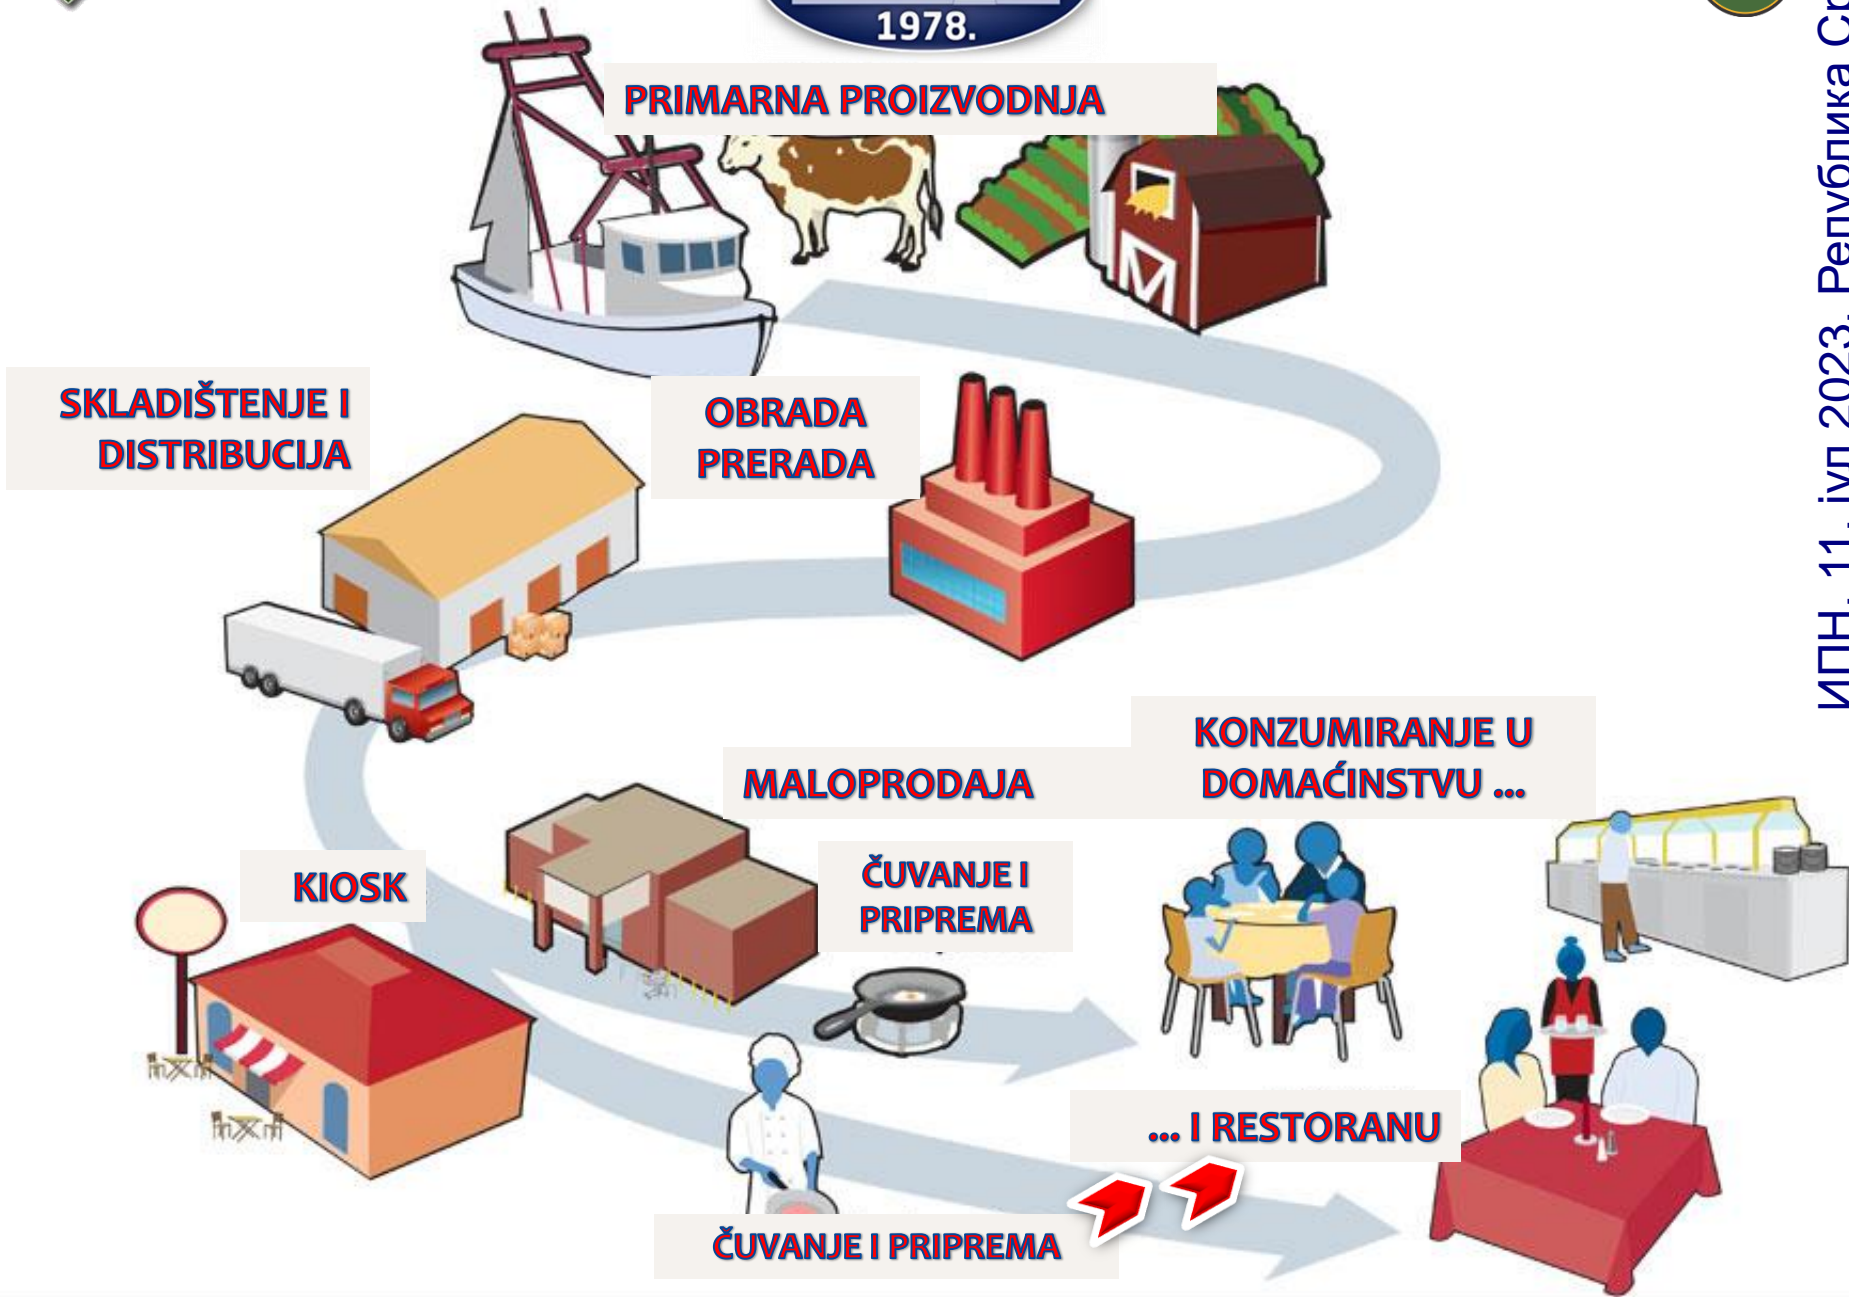 1978.
PRIMARNA PROIZVODNJA
SKLADIŠTENJE I
DISTRIBUCIJA
OBRADA
PRERADA
KONZUMIRANJE U
DOMAĆINSTVU ...
MALOPRODAJA
ČUVANJE I
PRIPREMA
KIOSK
... I RESTORANU
ČUVANJE I PRIPREMA
ИПН, 11. јул 2023, Република